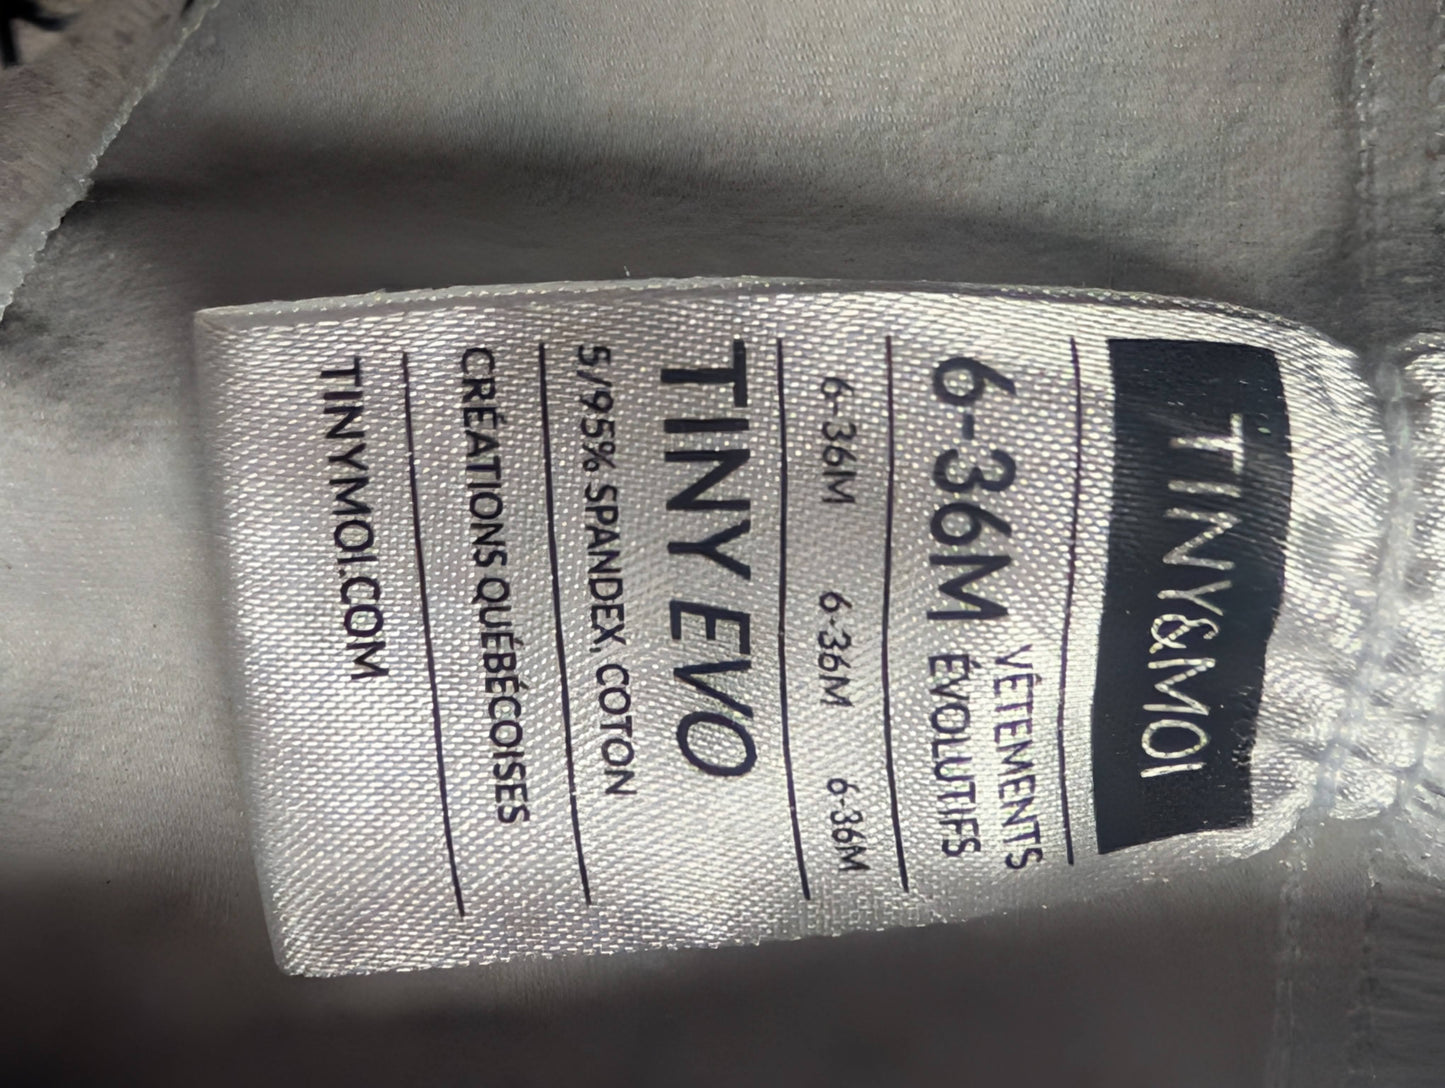 TINY&MOI
6-36M VÊTEMENTS
ÉVOLUTIFS
6-36M 6-36M 6-36M
TINY EVO
5/95% SPANDEX, COTON
CRÉATIONS QUÉBÉCOISES
TINYMOI.COM